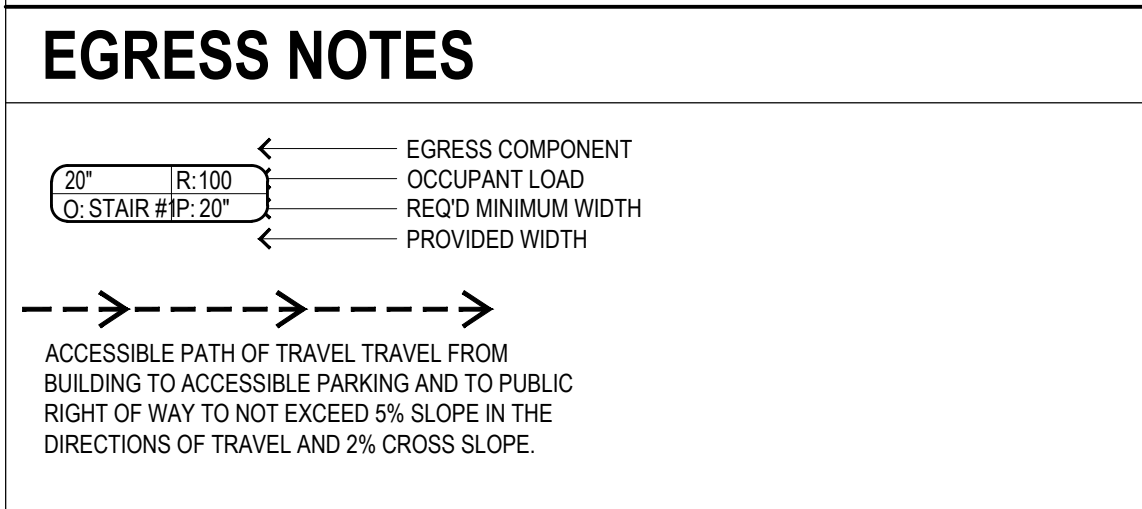 EGRESS NOTES
EGRESS COMPONENT
20" R:100 OCCUPANT LOAD
O: STAIR #1 P: 20" REQ'D MINIMUM WIDTH
PROVIDED WIDTH
ACCESSIBLE PATH OF TRAVEL TRAVEL FROM
BUILDING TO ACCESSIBLE PARKING AND TO PUBLIC
RIGHT OF WAY TO NOT EXCEED 5% SLOPE IN THE
DIRECTIONS OF TRAVEL AND 2% CROSS SLOPE.